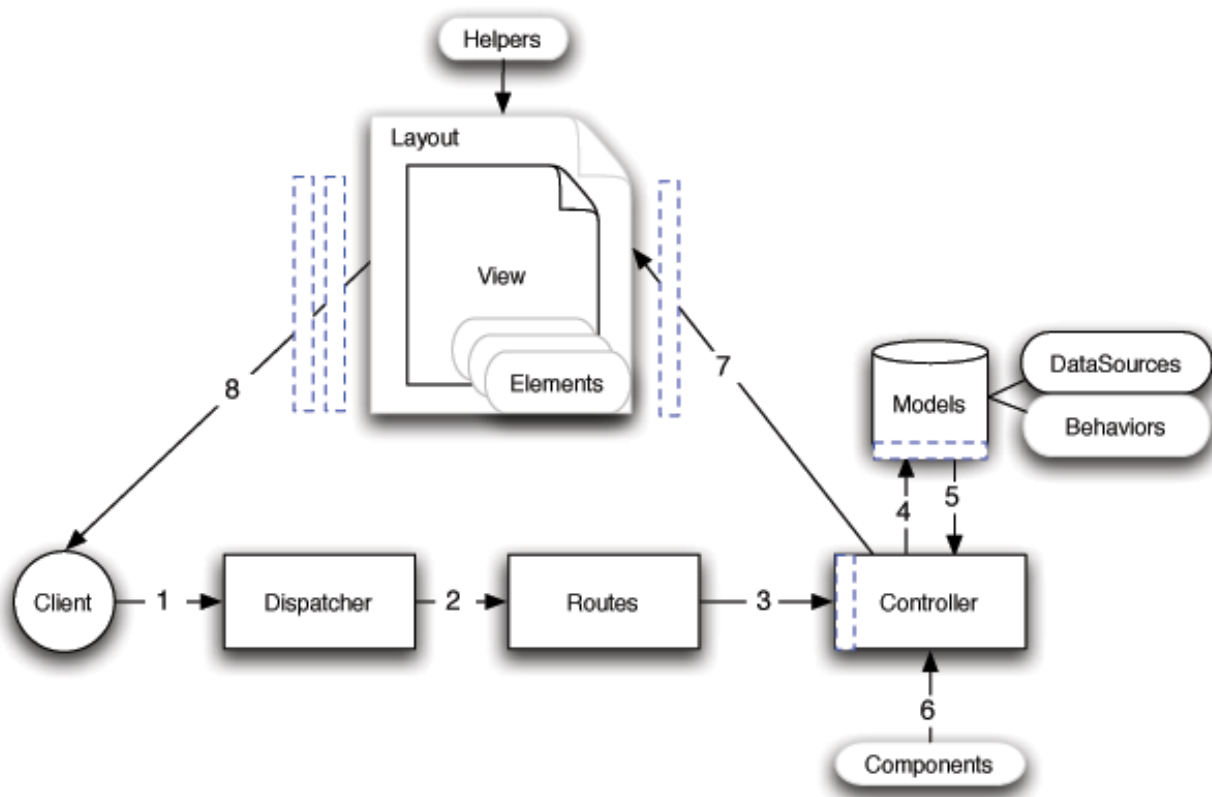 Helpers
Layout
View
Elements
7
8
Models
DataSources
Behaviors
4
5
Client
1
Dispatcher
2
Routes
3
Controller
6
Components